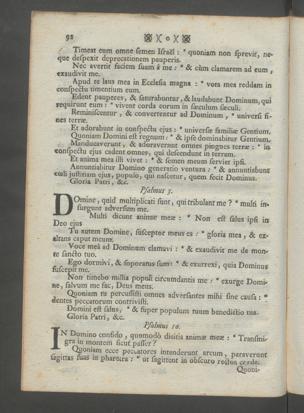 92
Timeat eum omne semen Israël : * quoniam non sprevit, ne-
que despexit deprecationem pauperis.
Nec avertit faciem suam à me : * & cùm clamarem ad eum,
exaudivit me.
Apud te laus mea in Ecclesia magna : * vota mea reddam in
conspectu timentium eum.
Edent pauperes, & saturabuntur, & laudabunt Dominum, qui
requirunt eum : * vivent corda eorum in sæculum sæculi.
Reminiscentur, & convertentur ad Dominum, * universi fi-
nes terræ.
Et adorabunt in conspectu ejus : * universæ familiæ Gentium.
Quoniam Domini est regnum : * & ipse dominabitur Gentium.
Manducaverunt, & adoraverunt omnes pingues terræ : * in
conspectu ejus cadent omnes, qui descendunt in terram.
Et anima mea illi vivet : * & semen meum serviet ipsi.
Annuntiabitur Domino generatio ventura : * & annuntiabunt
cœli justitiam ejus, populo, qui nascetur, quem fecit Dominus.
Gloria Patri, &c.
Psalmus 3.
Domine, quid multiplicati sunt, qui tribulant me ? * multi in-
surgunt adversum me.
Multi dicunt animæ meæ : * Non est salus ipsi in
Deo ejus
Tu autem Domine, susceptor meus es : * gloria mea, & ex-
altans caput meum.
Voce mea ad Dominum clamavi : * & exaudivit me de mon-
te sancto suo.
Ego dormivi, & soporatus sum : * & exurrexi, quia Dominus
suscepit me.
Non timebo millia populi circumdantis me : * exurge Domi-
ne, salvum me fac, Deus meus.
Quoniam tu percussisti omnes adversantes mihi sine causa : *
dentes peccatorum contrivisti.
Domini est salus, * & super populum tuum benedictio tua.
Gloria Patri, &c.
Psalmus 10.
IN Domino confido, quomodò dicitis animæ meæ : * Transmi-
gra in montem sicut passer?
Quoniam ecce peccatores intenderunt arcum, paraverunt
sagittas suas in pharetra : * ut sagittent in obscuro rectos corde.
Quoni-